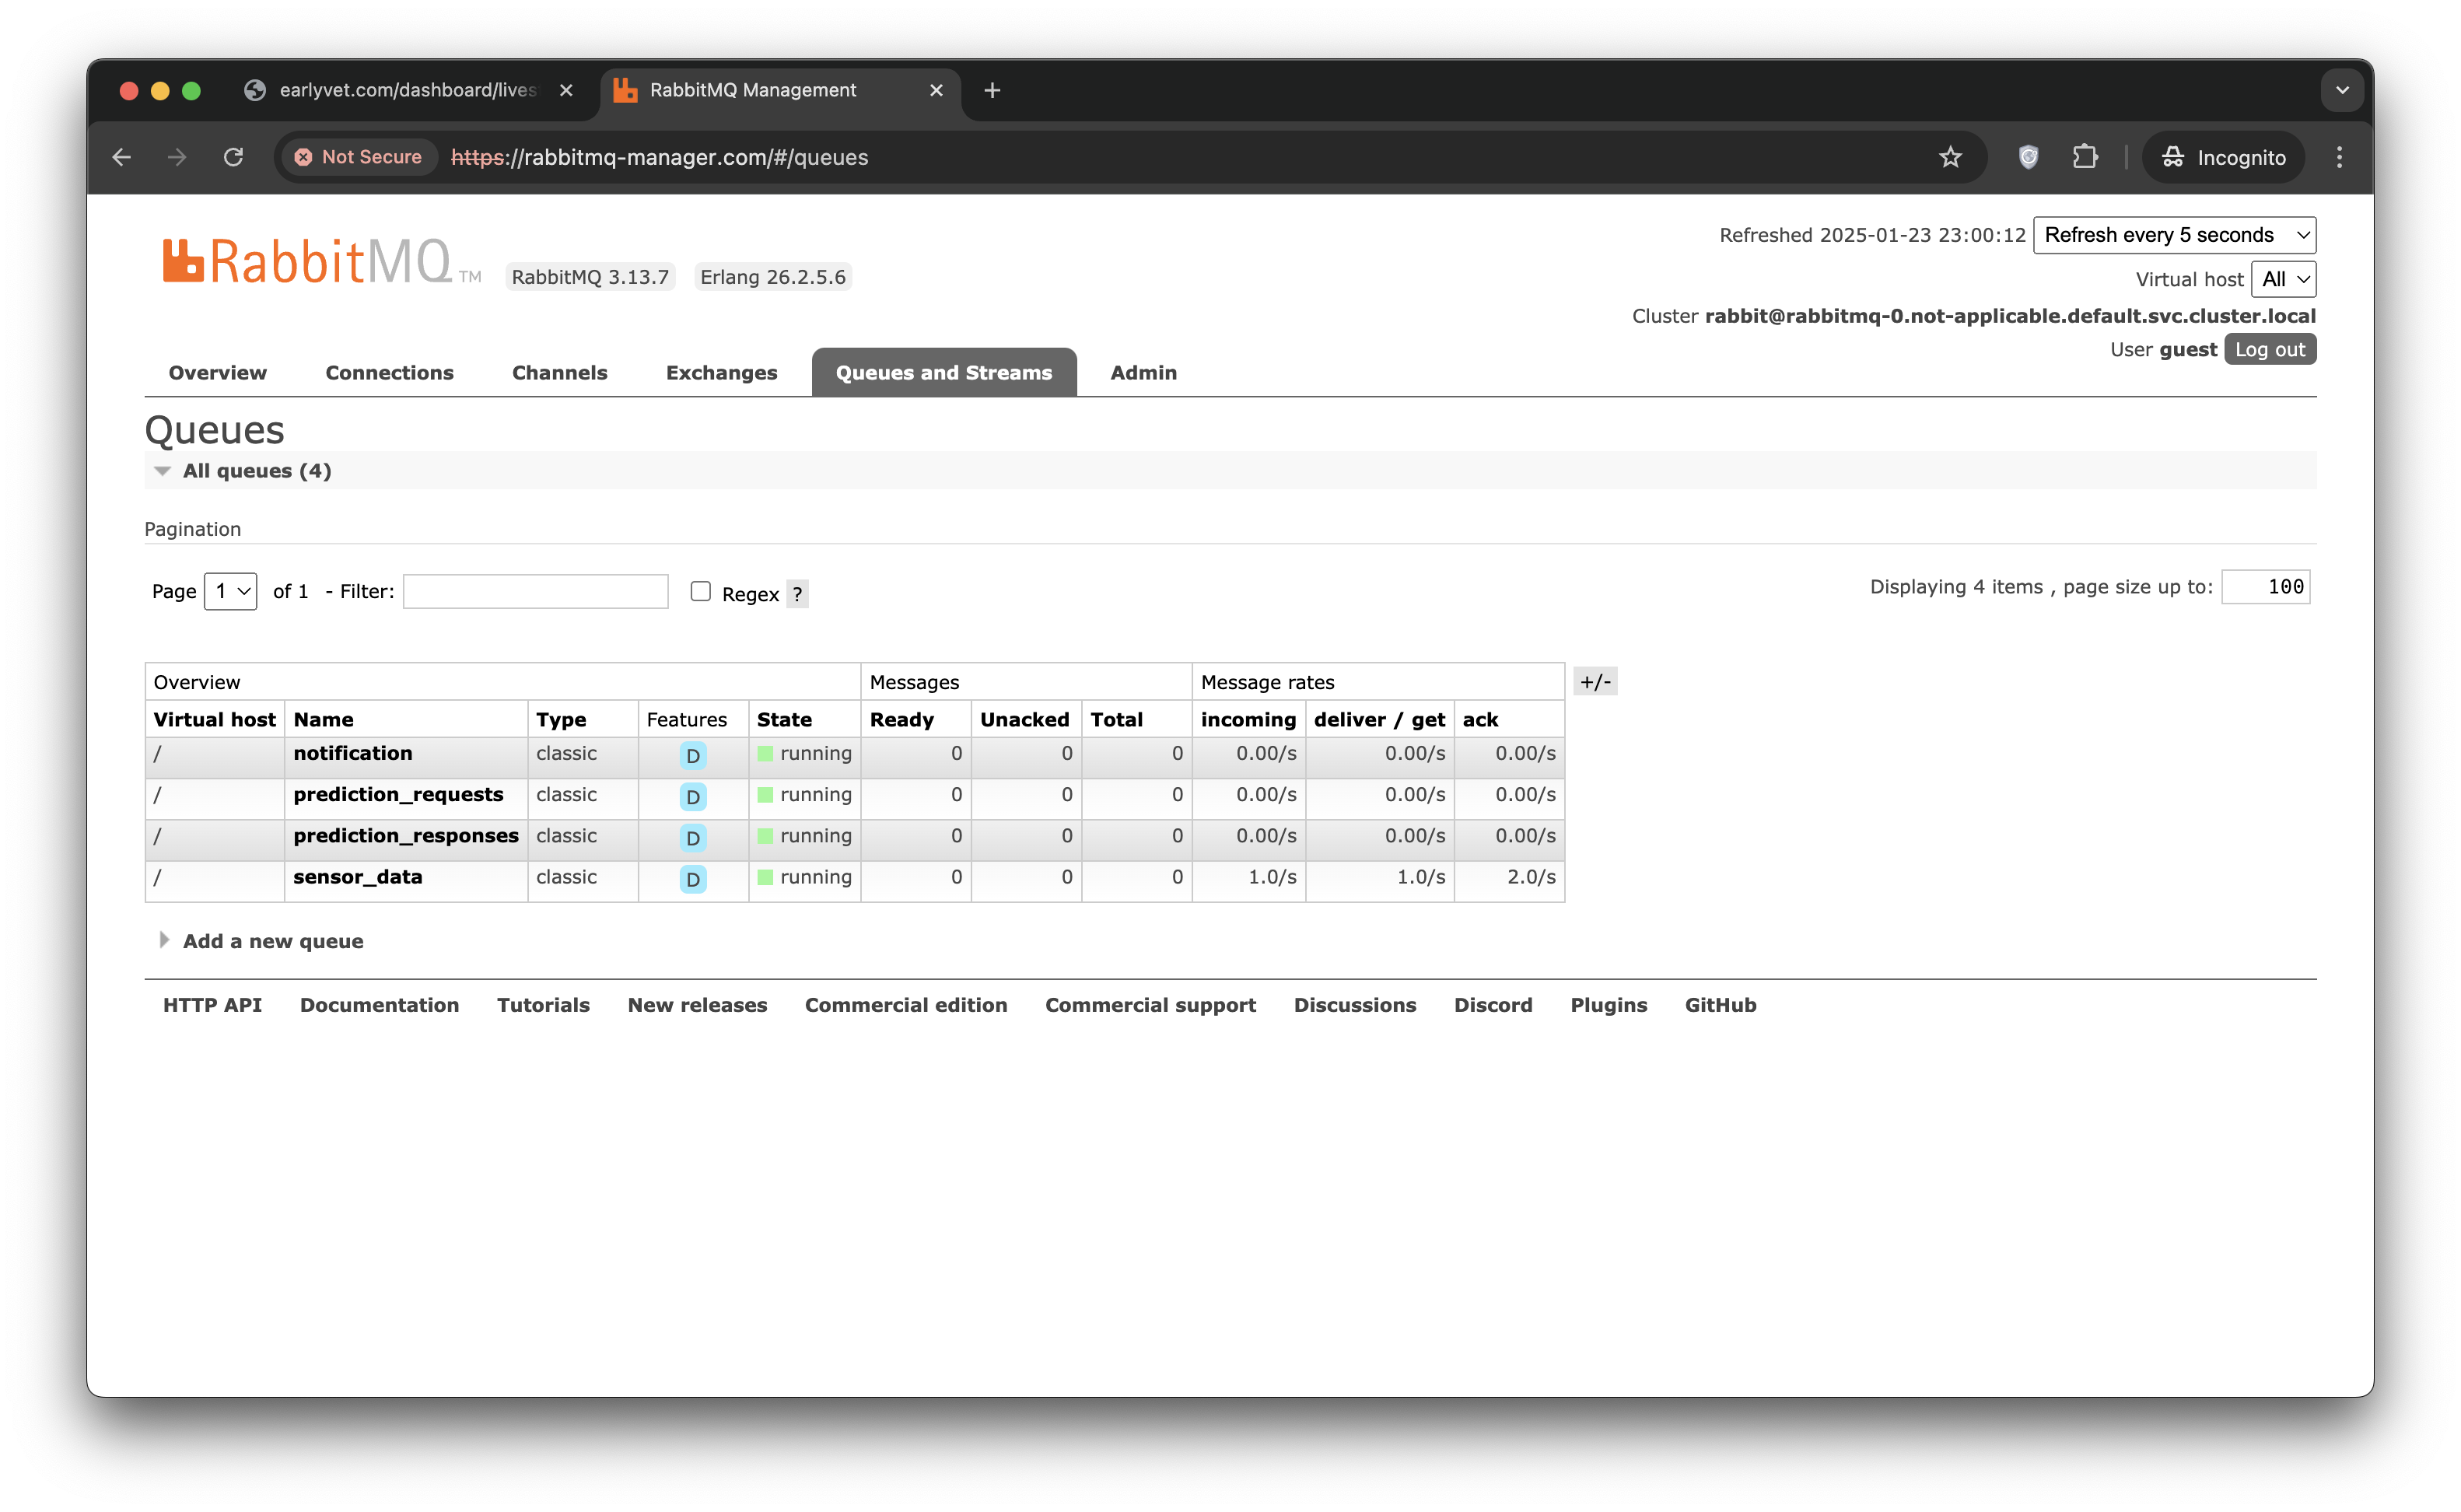 earlyvet.com/dashboard/lives
RabbitMQ Management
Not Secure https://rabbitmq-manager.com/#/queues
Incognito
RabbitMQ TM RabbitMQ 3.13.7 Erlang 26.2.5.6
Refreshed 2025-01-23 23:00:12 Refresh every 5 seconds
Virtual host All
Cluster rabbit@rabbitmq-0.not-applicable.default.svc.cluster.local
User guest Log out
Overview Connections Channels Exchanges Queues and Streams Admin
Queues
All queues (4)
Pagination
Page 1 of 1 - Filter: Regex ? Displaying 4 items , page size up to: 100
Overview Messages Message rates +/-
Virtual host Name Type Features State Ready Unacked Total incoming deliver / get ack
/ notification classic D running 0 0 0 0.00/s 0.00/s 0.00/s
/ prediction_requests classic D running 0 0 0 0.00/s 0.00/s 0.00/s
/ prediction_responses classic D running 0 0 0 0.00/s 0.00/s 0.00/s
/ sensor_data classic D running 0 0 0 1.0/s 1.0/s 2.0/s
Add a new queue
HTTP API Documentation Tutorials New releases Commercial edition Commercial support Discussions Discord Plugins GitHub